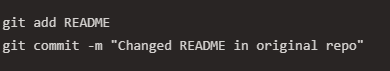 git add README
git commit -m "Changed README in original repo"